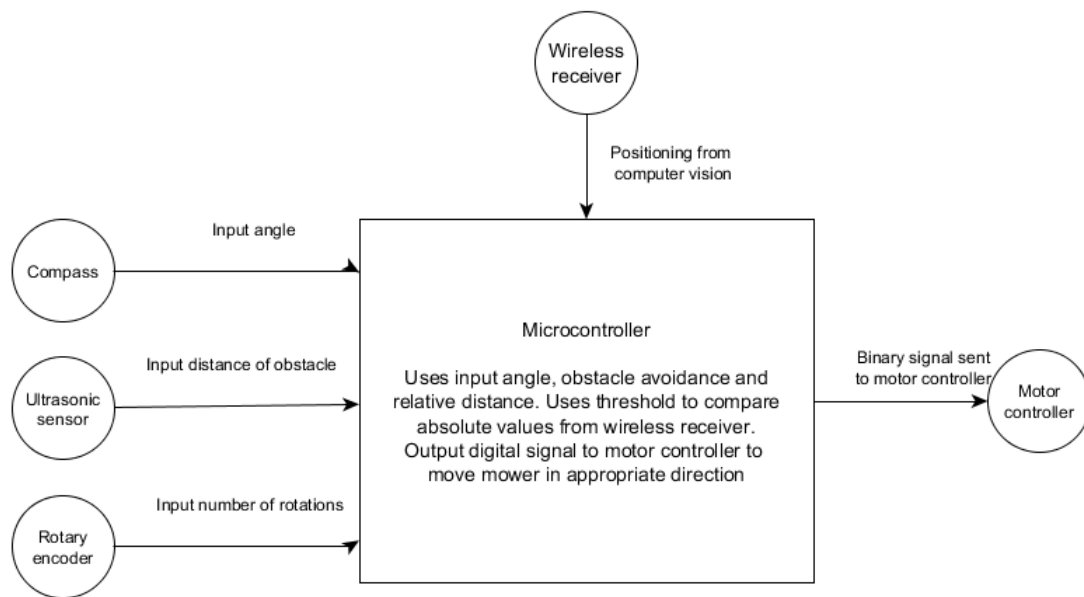 Wireless
receiver
Positioning from
computer vision
Input angle
Compass
Input distance of obstacle
Ultrasonic
sensor
Input number of rotations
Rotary
encoder
Microcontroller
Uses input angle, obstacle avoidance and
relative distance. Uses threshold to compare
absolute values from wireless receiver.
Output digital signal to motor controller to
move mower in appropriate direction
Binary signal sent
to motor controller
Motor
controller